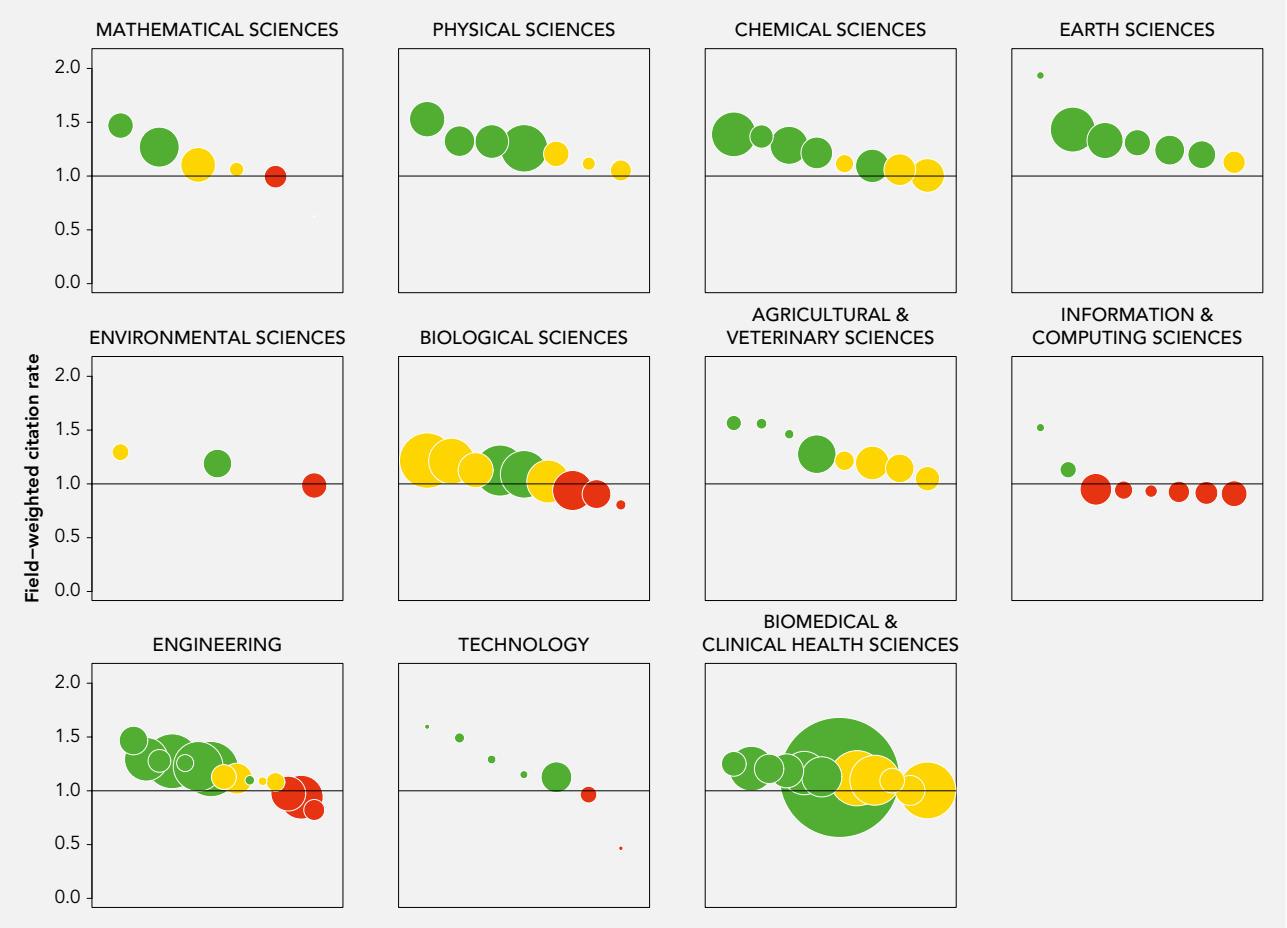 MATHEMATICAL SCIENCES
PHYSICAL SCIENCES
CHEMICAL SCIENCES
EARTH SCIENCES
2.0
1.5
1.0
0.5
0.0
ENVIRONMENTAL SCIENCES
BIOLOGICAL SCIENCES
AGRICULTURAL &
VETERINARY SCIENCES
INFORMATION &
COMPUTING SCIENCES
Field–weighted citation rate
2.0
1.5
1.0
0.5
0.0
ENGINEERING
TECHNOLOGY
BIOMEDICAL &
CLINICAL HEALTH SCIENCES
2.0
1.5
1.0
0.5
0.0